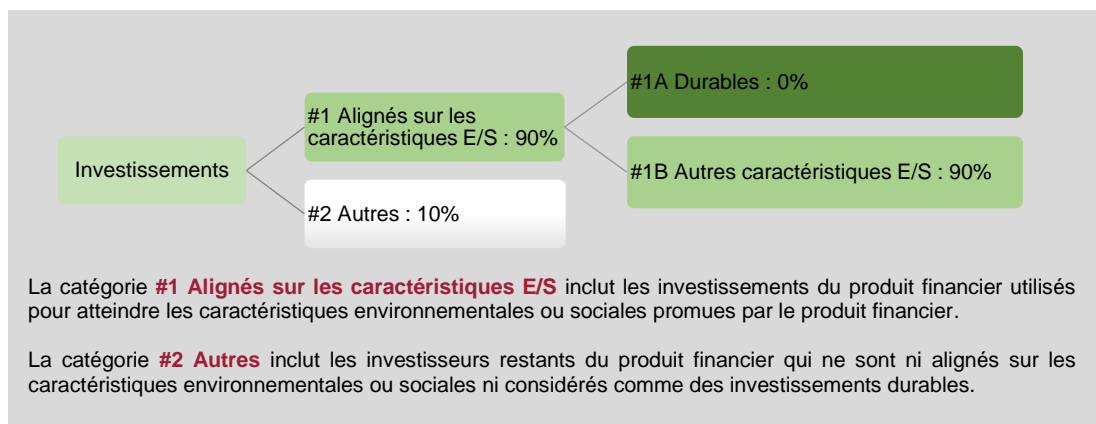 #1A Durables : 0%
#1 Alignés sur les
caractéristiques E/S : 90%
Investissements
#1B Autres caractéristiques E/S : 90%
#2 Autres : 10%
La catégorie #1 Alignés sur les caractéristiques E/S inclut les investissements du produit financier utilisés
pour atteindre les caractéristiques environnementales ou sociales promues par le produit financier.
La catégorie #2 Autres inclut les investisseurs restants du produit financier qui ne sont ni alignés sur les
caractéristiques environnementales ou sociales ni considérés comme des investissements durables.